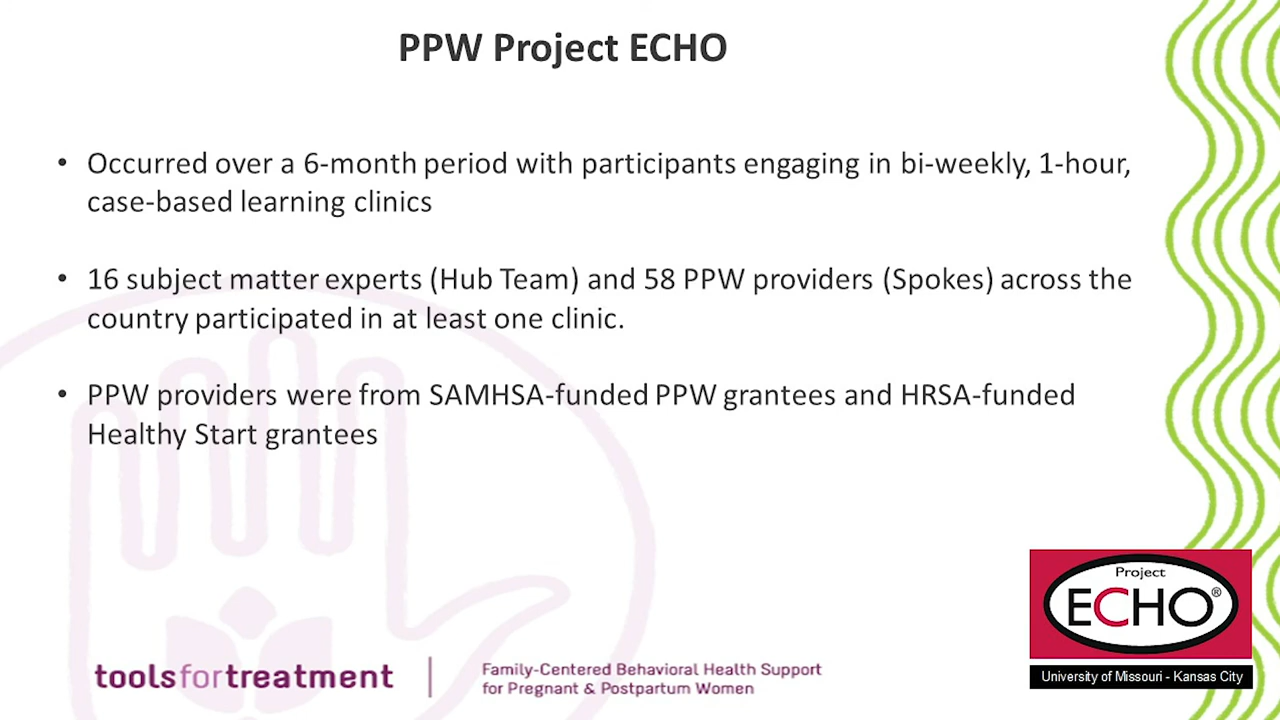 PPW Project ECHO
• Occurred over a 6-month period with participants engaging in bi-weekly, 1-hour,
case-based learning clinics
• 16 subject matter experts (Hub Team) and 58 PPW providers (Spokes) across the
country participated in at least one clinic.
• PPW providers were from SAMHSA-funded PPW grantees and HRSA-funded
Healthy Start grantees
toolsfortreatment
Family-Centered Behavioral Health Support
for Pregnant & Postpartum Women
Project
ECHO®
University of Missouri - Kansas City